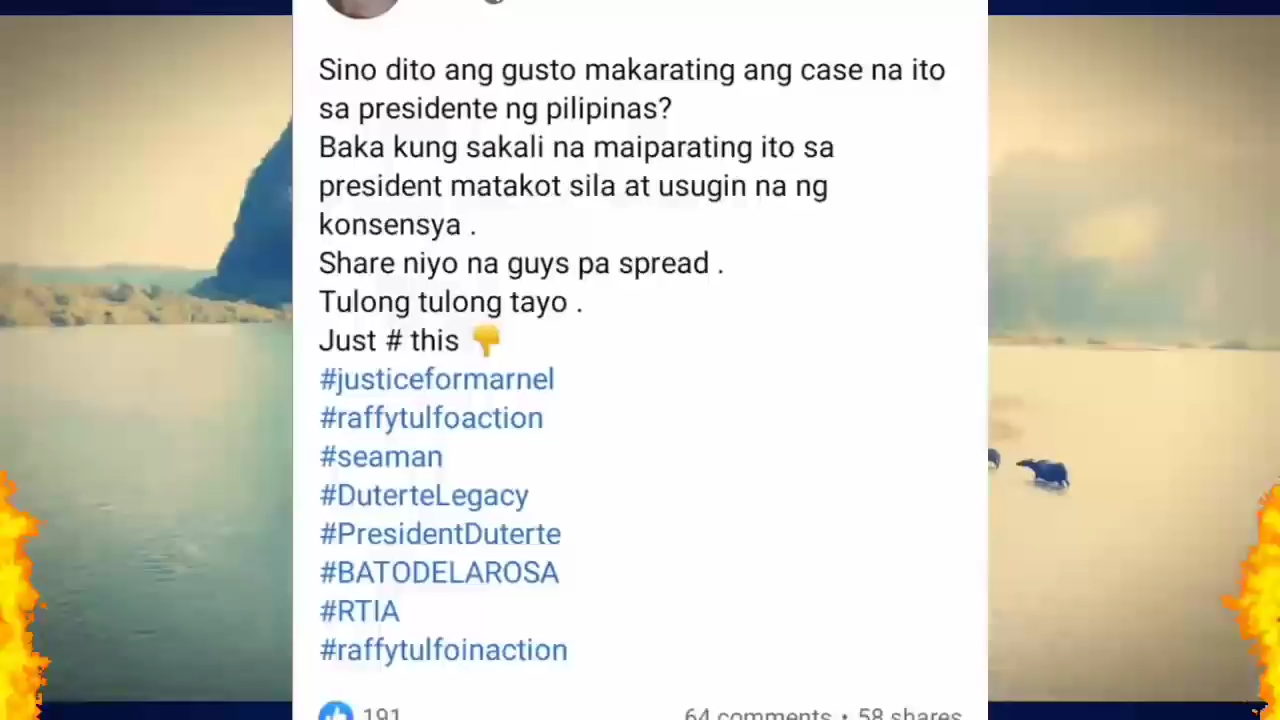 Sino dito ang gusto makarating ang case na ito
sa presidente ng pilipinas?
Baka kung sakali na maiparating ito sa
president matakot sila at usugin na ng
konsensya .
Share niyo na guys pa spread .
Tulong tulong tayo .
Just # this 👇
#justiceformarnel
#raffytulfoaction
#seaman
#DuterteLegacy
#PresidentDuterte
#BATODELAROSA
#RTIA
#raffytulfoinaction
191 64 comments • 58 shares